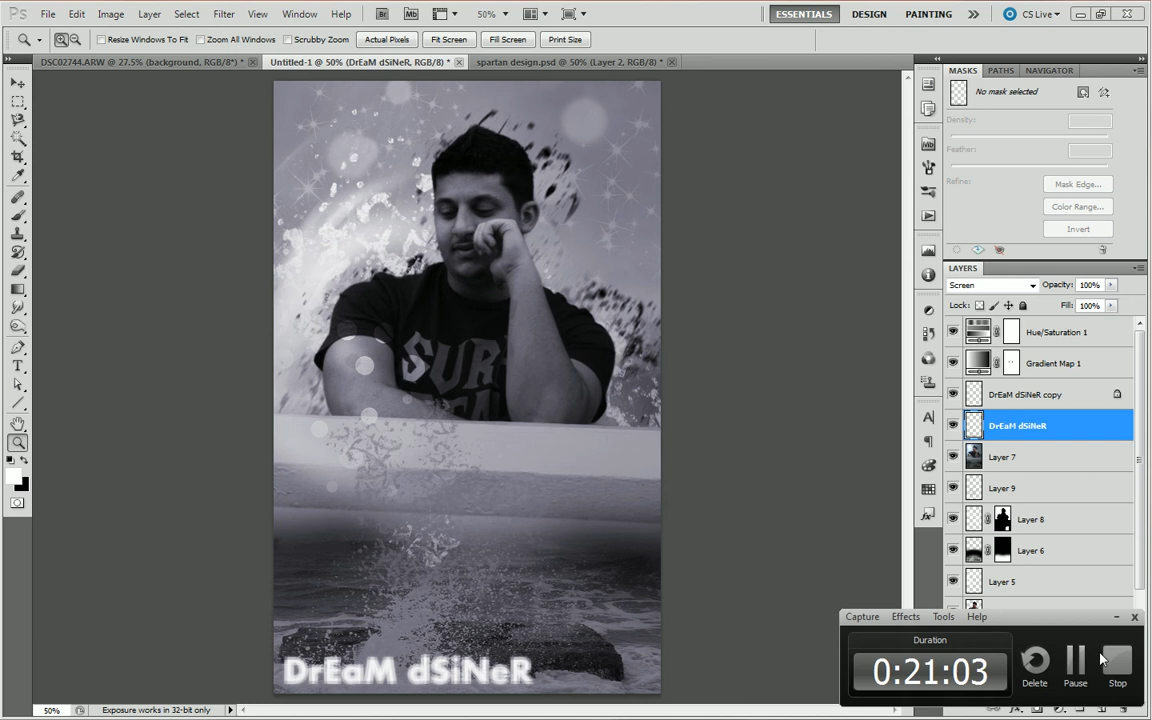 Ps File Edit Image Layer Select Filter Analysis View Window Help Br Mb 50% ESSENTIALS DESIGN PAINTING CS Live
Resize Windows To Fit Zoom All Windows Scrubby Zoom Actual Pixels Fit Screen Fill Screen Print Size
DSC02744.ARW @ 27.5% (background, RGB/8*) * Untitled-1 @ 50% (DrEaM dSiNeR, RGB/8) * spartan design.psd @ 50% (Layer 2, RGB/8) *
MASKS PATHS NAVIGATOR
No mask selected
Density:
Feather:
Refine: Mask Edge...
Color Range...
Invert
LAYERS
Screen Opacity: 100%
Lock: Fill: 100%
Hue/Saturation 1
Gradient Map 1
DrEaM dSiNeR copy
DrEaM dSiNeR
Layer 7
Layer 9
Layer 8
Layer 6
Layer 5
SUR
DrEaM dSiNeR
Capture Effects Tools Help
Duration
0:21:03
Delete Pause Stop
50% Exposure works in 32-bit only